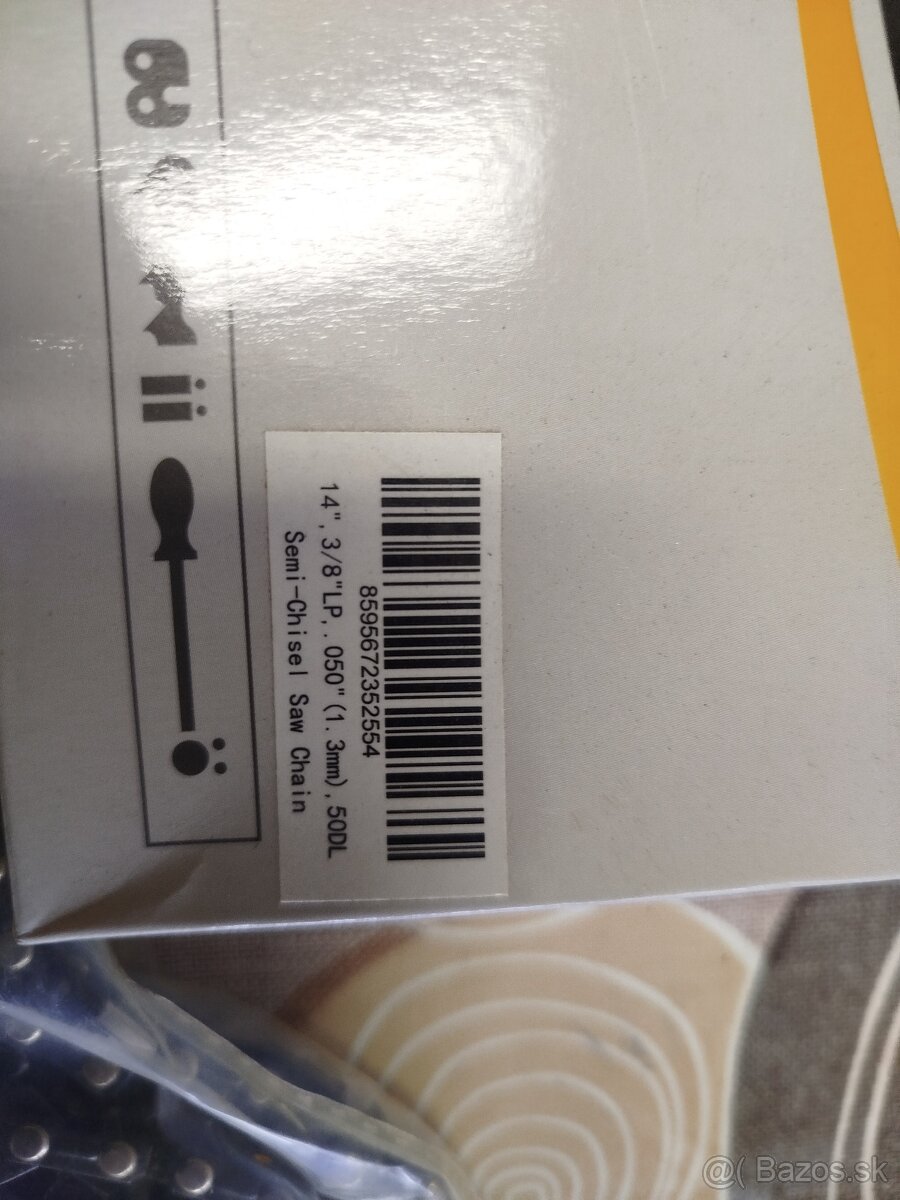 8595672352554
14", 3/8"LP, .050"(1.3mm), 50DL
Semi-Chisel Saw Chain
@( Bazos.sk